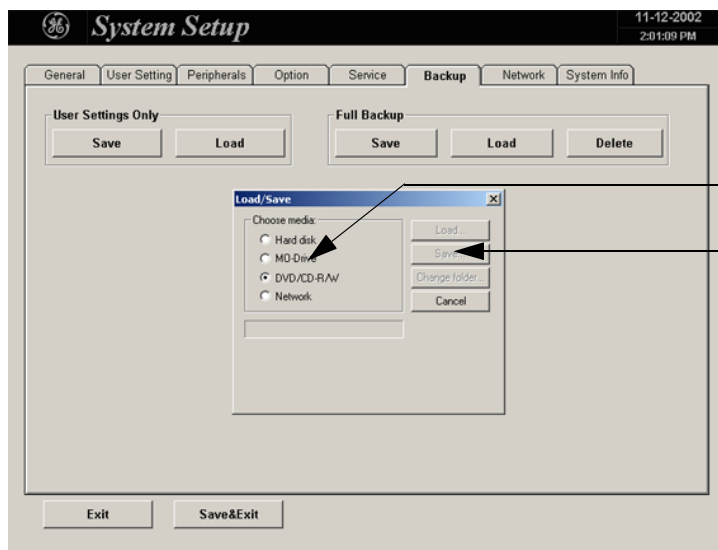 GE System Setup
11-12-2002
2:01:09 PM
General User Setting Peripherals Option Service Backup Network System Info
User Settings Only
Save Load
Full Backup
Save Load Delete
Load/Save
Choose media:
Hard disk
MO-Drive
DVD/CD-R/W
Network
Load...
Save...
Change folder...
Cancel
Exit Save&Exit